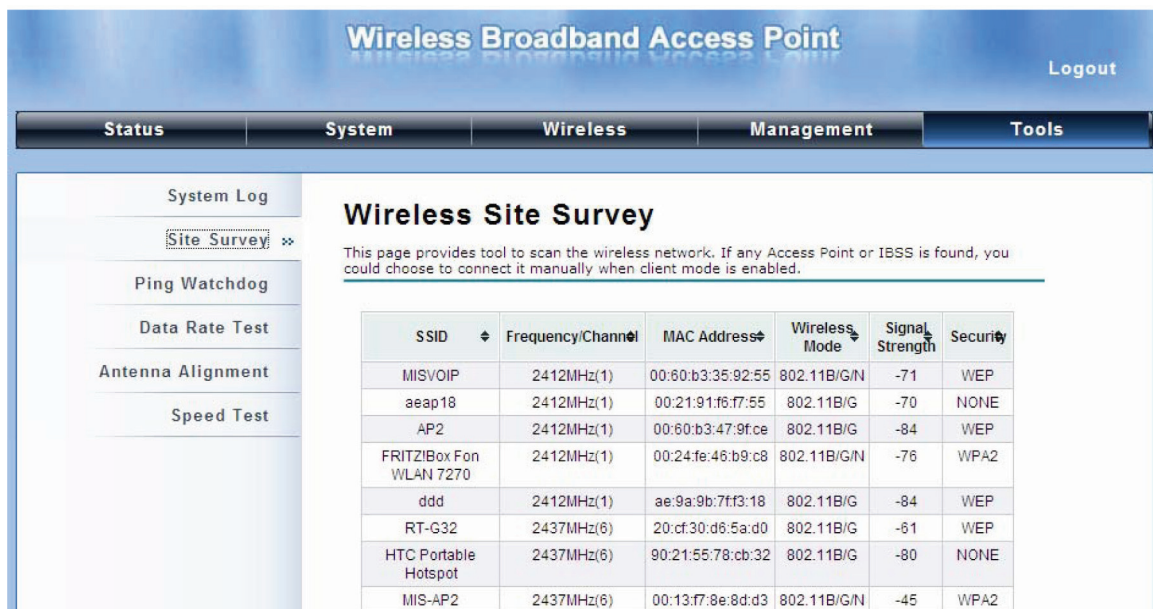 Wireless Broadband Access Point
Logout
Status System Wireless Management Tools
System Log
Site Survey »
Ping Watchdog
Data Rate Test
Antenna Alignment
Speed Test
Wireless Site Survey
This page provides tool to scan the wireless network. If any Access Point or IBSS is found, you
could choose to connect it manually when client mode is enabled.
SSID Frequency/Channel MAC Address Wireless Mode Signal Strength Security
MISVOIP 2412MHz(1) 00:60:b3:35:92:55 802.11B/G/N -71 WEP
aeap18 2412MHz(1) 00:21:91:f6:f7:55 802.11B/G -70 NONE
AP2 2412MHz(1) 00:60:b3:47:9f:ce 802.11B/G -84 WEP
FRITZ!Box Fon WLAN 7270 2412MHz(1) 00:24:fe:46:b9:c8 802.11B/G/N -76 WPA2
ddd 2412MHz(1) ae:9a:9b:7f:f3:18 802.11B/G -84 WEP
RT-G32 2437MHz(6) 20:cf:30:d6:5a:d0 802.11B/G -61 WEP
HTC Portable Hotspot 2437MHz(6) 90:21:55:78:cb:32 802.11B/G -80 NONE
MIS-AP2 2437MHz(6) 00:13:f7:8e:8d:d3 802.11B/G/N -45 WPA2